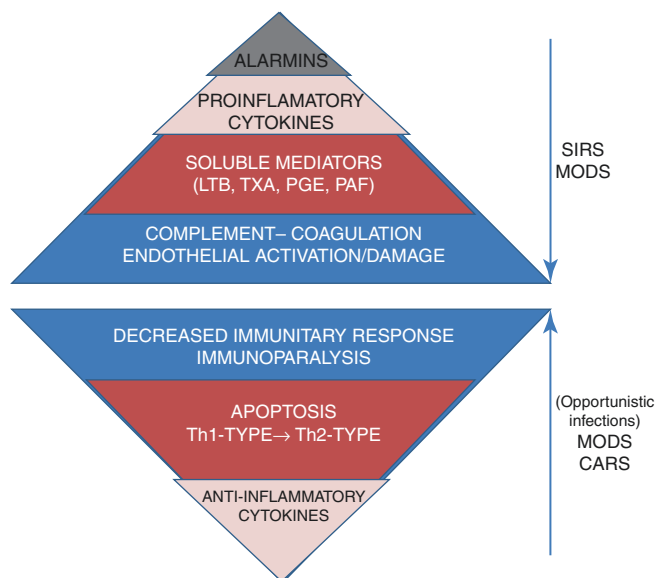 ALARMINS
PROINFLAMATORY
CYTOKINES
SOLUBLE MEDIATORS
(LTB, TXA, PGE, PAF)
COMPLEMENT– COAGULATION
ENDOTHELIAL ACTIVATION/DAMAGE
SIRS
MODS
DECREASED IMMUNITARY RESPONSE
IMMUNOPARALYSIS
APOPTOSIS
Th1-TYPE→ Th2-TYPE
ANTI-INFLAMMATORY
CYTOKINES
(Opportunistic
infections)
MODS
CARS